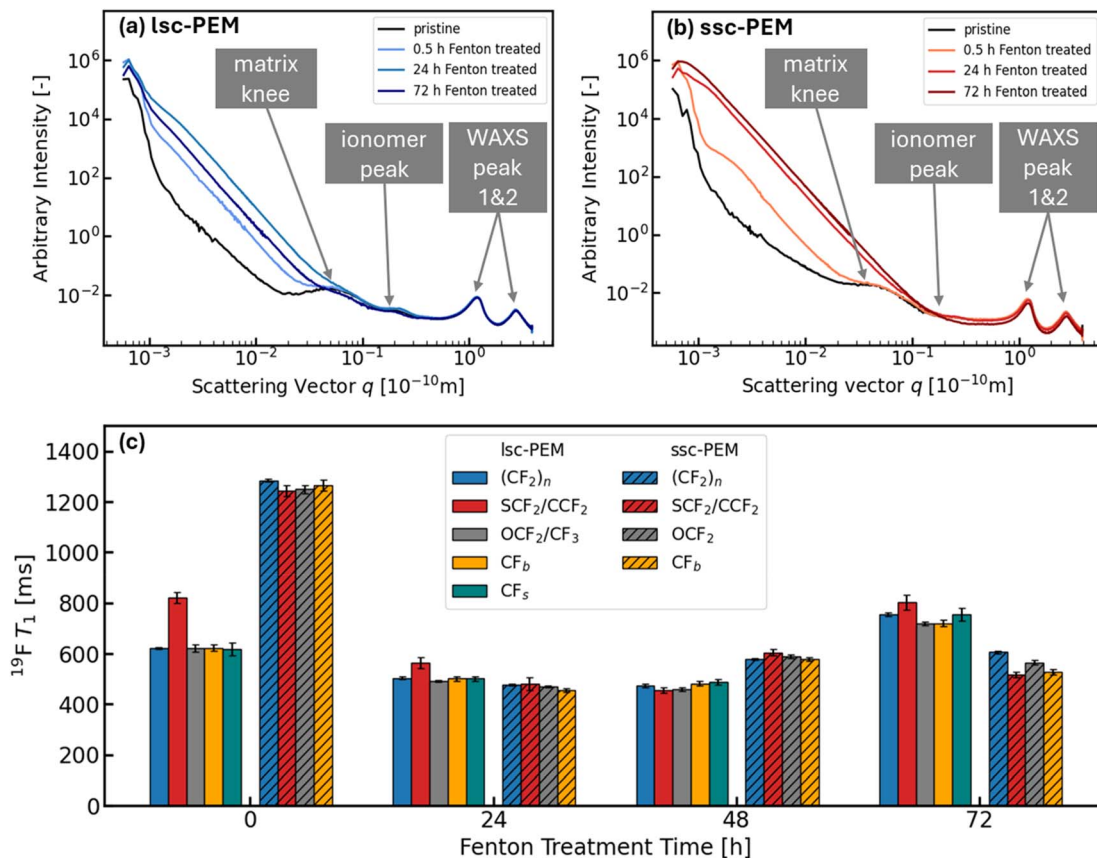 (a) lsc-PEM
pristine
0.5 h Fenton treated
24 h Fenton treated
72 h Fenton treated
matrix
knee
ionomer
peak
WAXS
peak
1&2
Arbitrary Intensity [-]
10⁶
10⁴
10²
10⁰
10⁻²
10⁻³
10⁻²
10⁻¹
10⁰
Scattering Vector q [10⁻¹⁰m]
(b) ssc-PEM
pristine
0.5 h Fenton treated
24 h Fenton treated
72 h Fenton treated
matrix
knee
ionomer
peak
WAXS
peak
1&2
Arbitrary Intensity [-]
10⁶
10⁴
10²
10⁰
10⁻²
10⁻³
10⁻²
10⁻¹
10⁰
Scattering vector q [10⁻¹⁰m]
(c)
lsc-PEM
(CF₂)ₙ
SCF₂/CCF₂
OCF₂/CF₃
CF_b
CFₛ
ssc-PEM
(CF₂)ₙ
SCF₂/CCF₂
OCF₂
CF_b
¹⁹F T₁ [ms]
1400
1200
1000
800
600
400
200
0
0
24
48
72
Fenton Treatment Time [h]